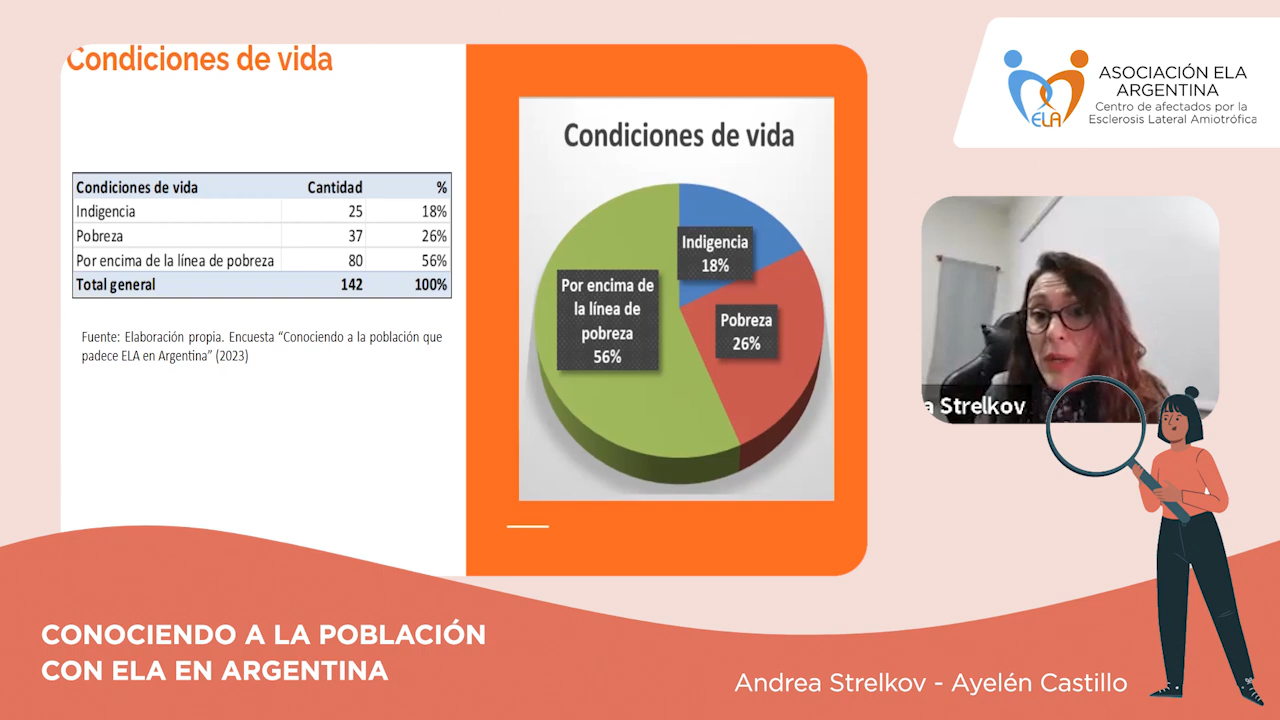 Condiciones de vida
Condiciones de vida Cantidad %
Indigencia 25 18%
Pobreza 37 26%
Por encima de la línea de pobreza 80 56%
Total general 142 100%
Fuente: Elaboración propia. Encuesta “Conociendo a la población que
padece ELA en Argentina” (2023)
Condiciones de vida
Indigencia
18%
Por encima de
la línea de
pobreza
56%
Pobreza
26%
ELA
ASOCIACIÓN ELA
ARGENTINA
Centro de afectados por la
Esclerosis Lateral Amiotrófica
a Strelkov
CONOCIENDO A LA POBLACIÓN
CON ELA EN ARGENTINA
Andrea Strelkov - Ayelén Castillo